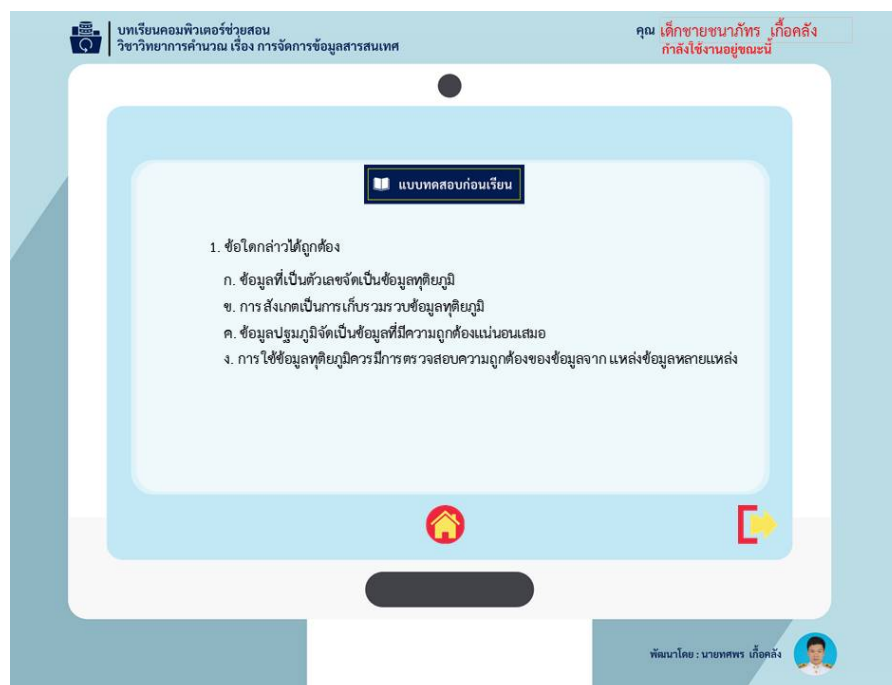 บทเรียนคอมพิวเตอร์ช่วยสอน
วิชาวิทยาการคำนวณ เรื่อง การจัดการข้อมูลสารสนเทศ
คุณ เด็กชายชนาภัทร เกื้อคลัง
กำลังใช้งานอยู่ขณะนี้
แบบทดสอบก่อนเรียน
1. ข้อใดกล่าวได้ถูกต้อง
ก. ข้อมูลที่เป็นตัวเลขจัดเป็นข้อมูลทุติยภูมิ
ข. การสังเกตเป็นการเก็บรวมรวบข้อมูลทุติยภูมิ
ค. ข้อมูลปฐมภูมิจัดเป็นข้อมูลที่มีความถูกต้องแน่นอนเสมอ
ง. การใช้ข้อมูลทุติยภูมิควรมีการตรวจสอบความถูกต้องของข้อมูลจาก แหล่งข้อมูลหลายแหล่ง
พัฒนาโดย : นายทศพร เกื้อคลัง